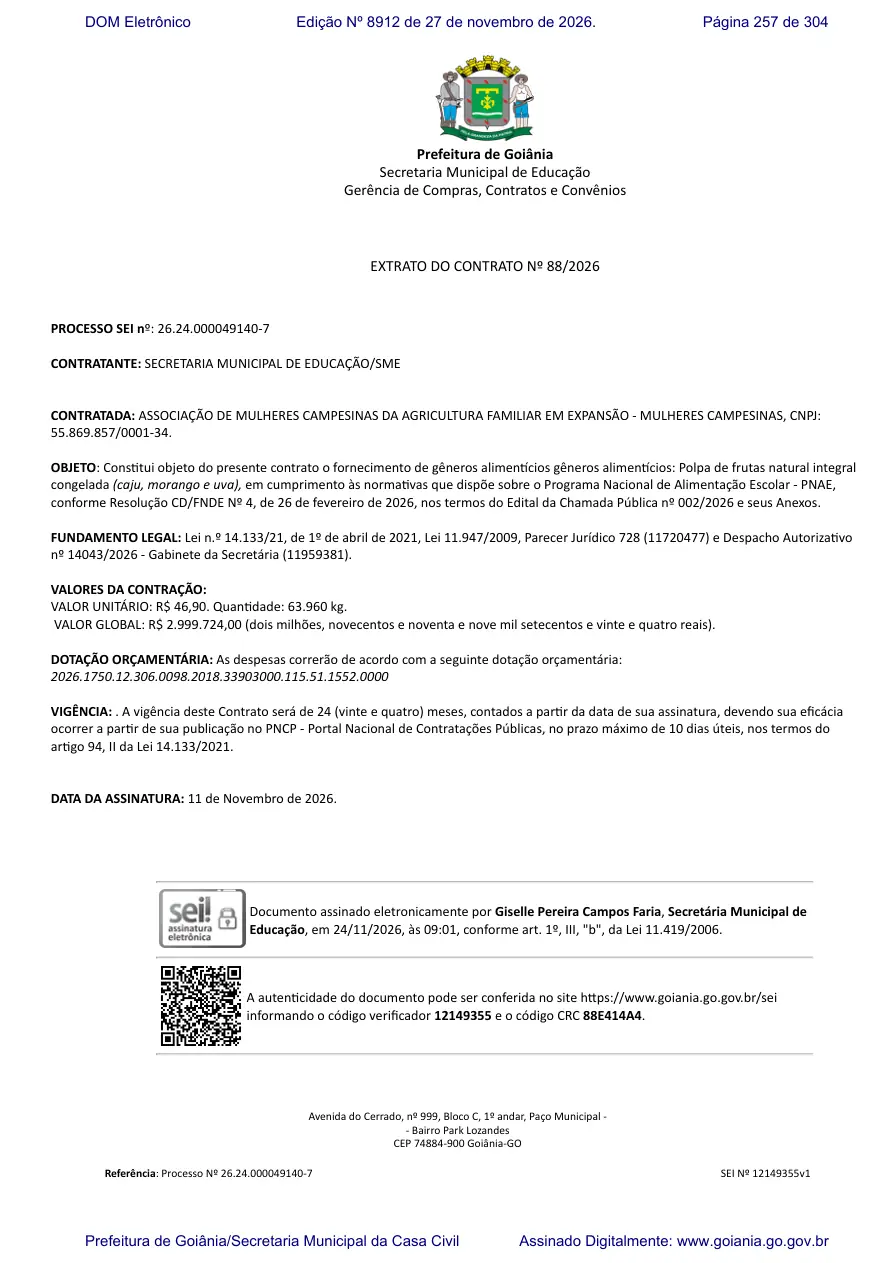 DOM Eletrônico Edição Nº 8912 de 27 de novembro de 2026. Página 257 de 304
Prefeitura de Goiânia
Secretaria Municipal de Educação
Gerência de Compras, Contratos e Convênios
EXTRATO DO CONTRATO Nº 88/2026
PROCESSO SEI nº: 26.24.000049140-7
CONTRATANTE: SECRETARIA MUNICIPAL DE EDUCAÇÃO/SME
CONTRATADA: ASSOCIAÇÃO DE MULHERES CAMPESINAS DA AGRICULTURA FAMILIAR EM EXPANSÃO - MULHERES CAMPESINAS, CNPJ:
55.869.857/0001-34.
OBJETO: Constitui objeto do presente contrato o fornecimento de gêneros alimentícios gêneros alimentícios: Polpa de frutas natural integral
congelada (caju, morango e uva), em cumprimento às normativas que dispõe sobre o Programa Nacional de Alimentação Escolar - PNAE,
conforme Resolução CD/FNDE Nº 4, de 26 de fevereiro de 2026, nos termos do Edital da Chamada Pública nº 002/2026 e seus Anexos.
FUNDAMENTO LEGAL: Lei n.º 14.133/21, de 1º de abril de 2021, Lei 11.947/2009, Parecer Jurídico 728 (11720477) e Despacho Autorizativo
nº 14043/2026 - Gabinete da Secretária (11959381).
VALORES DA CONTRAÇÃO:
VALOR UNITÁRIO: R$ 46,90. Quantidade: 63.960 kg.
VALOR GLOBAL: R$ 2.999.724,00 (dois milhões, novecentos e noventa e nove mil setecentos e vinte e quatro reais).
DOTAÇÃO ORÇAMENTÁRIA: As despesas correrão de acordo com a seguinte dotação orçamentária:
2026.1750.12.306.0098.2018.33903000.115.51.1552.0000
VIGÊNCIA: . A vigência deste Contrato será de 24 (vinte e quatro) meses, contados a partir da data de sua assinatura, devendo sua eficácia
ocorrer a partir de sua publicação no PNCP - Portal Nacional de Contratações Públicas, no prazo máximo de 10 dias úteis, nos termos do
artigo 94, II da Lei 14.133/2021.
DATA DA ASSINATURA: 11 de Novembro de 2026.
sei!
assinatura
eletrônica
Documento assinado eletronicamente por Giselle Pereira Campos Faria, Secretária Municipal de
Educação, em 24/11/2026, às 09:01, conforme art. 1º, III, "b", da Lei 11.419/2006.
A autenticidade do documento pode ser conferida no site https://www.goiania.go.gov.br/sei
informando o código verificador 12149355 e o código CRC 88E414A4.
Avenida do Cerrado, nº 999, Bloco C, 1º andar, Paço Municipal -
- Bairro Park Lozandes
CEP 74884-900 Goiânia-GO
Referência: Processo Nº 26.24.000049140-7 SEI Nº 12149355v1
Prefeitura de Goiânia/Secretaria Municipal da Casa Civil Assinado Digitalmente: www.goiania.go.gov.br